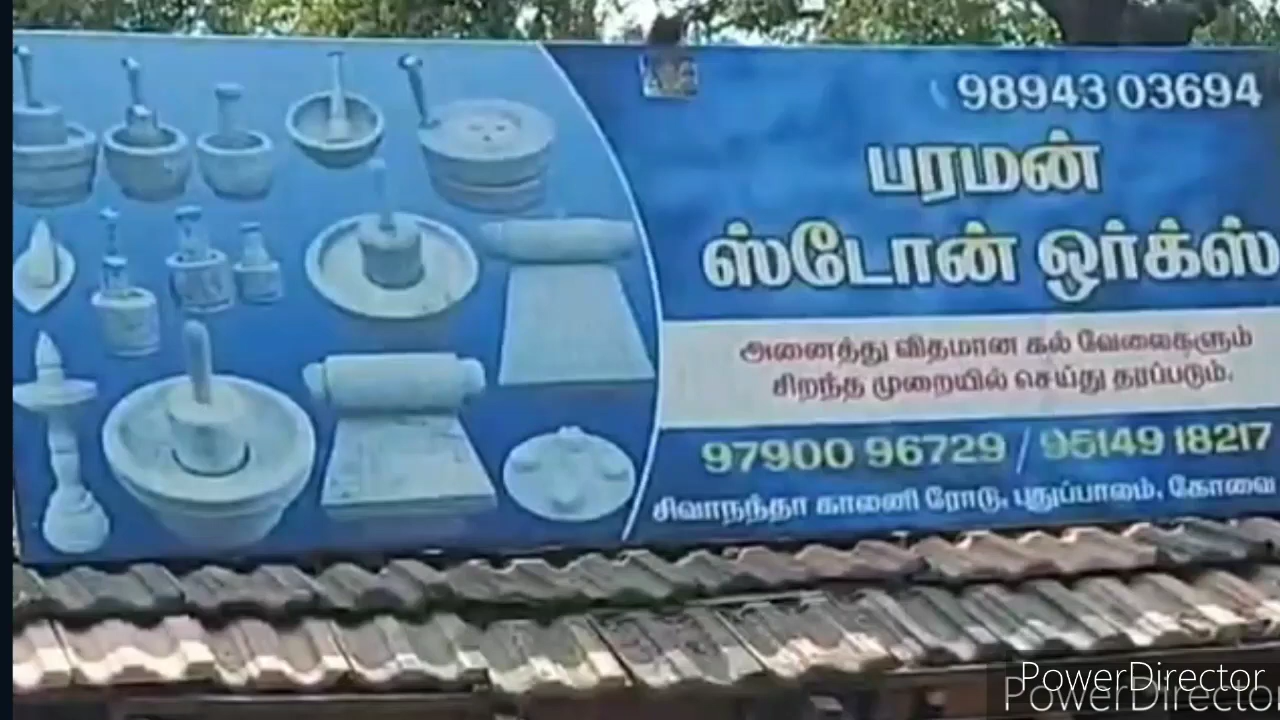 98943 03694
பரமன்
ஸ்டோன் ஒர்க்ஸ்
அனைத்து விதமான கல் வேலைகளும்
சிறந்த முறையில் செய்து தரப்படும்.
97900 96729 / 95149 18217
சிவாநந்தா காலனி ரோடு, புதுப்பாலம், கோவை
PowerDirector
PowerDirector